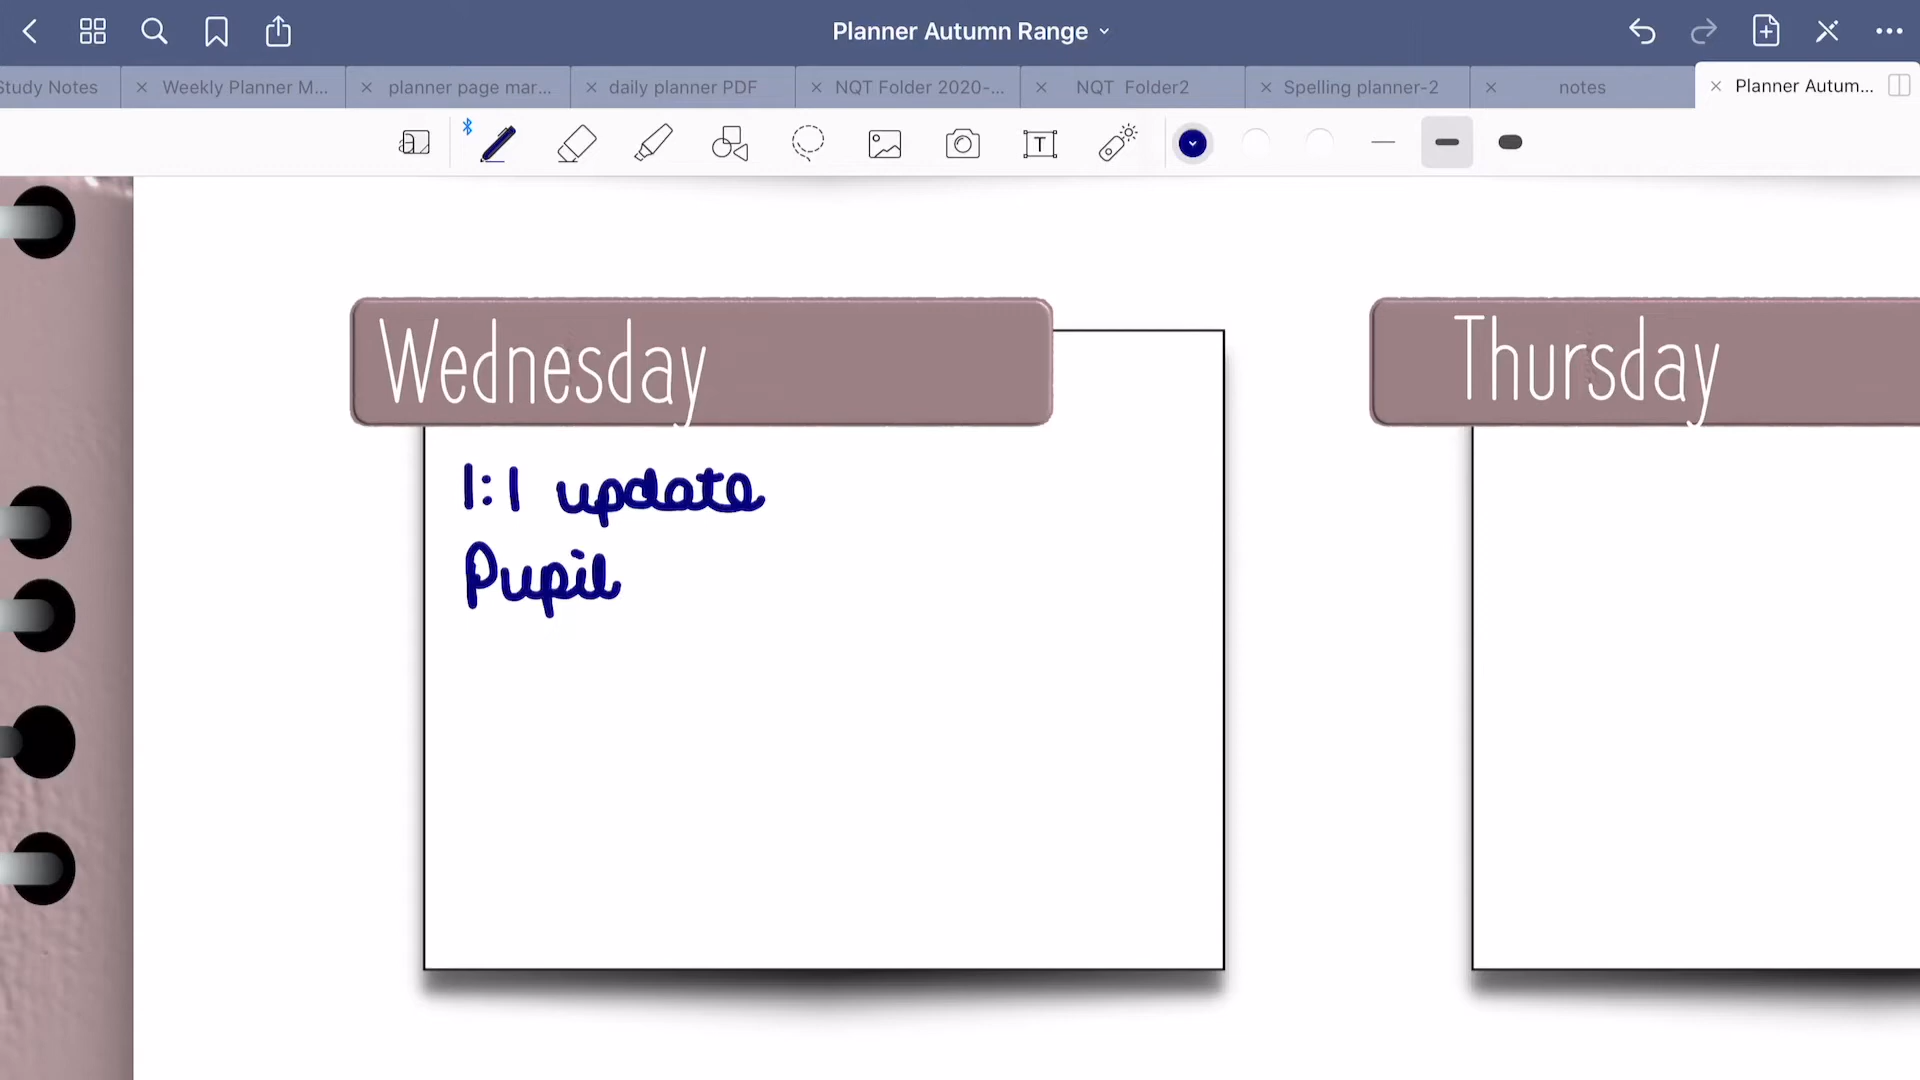 Planner Autumn Range
Study Notes
Weekly Planner M...
planner page mar...
daily planner PDF
NQT Folder 2020-...
NQT Folder2
Spelling planner-2
notes
Planner Autum...
Wednesday
Thursday
1:1 update
Pupil